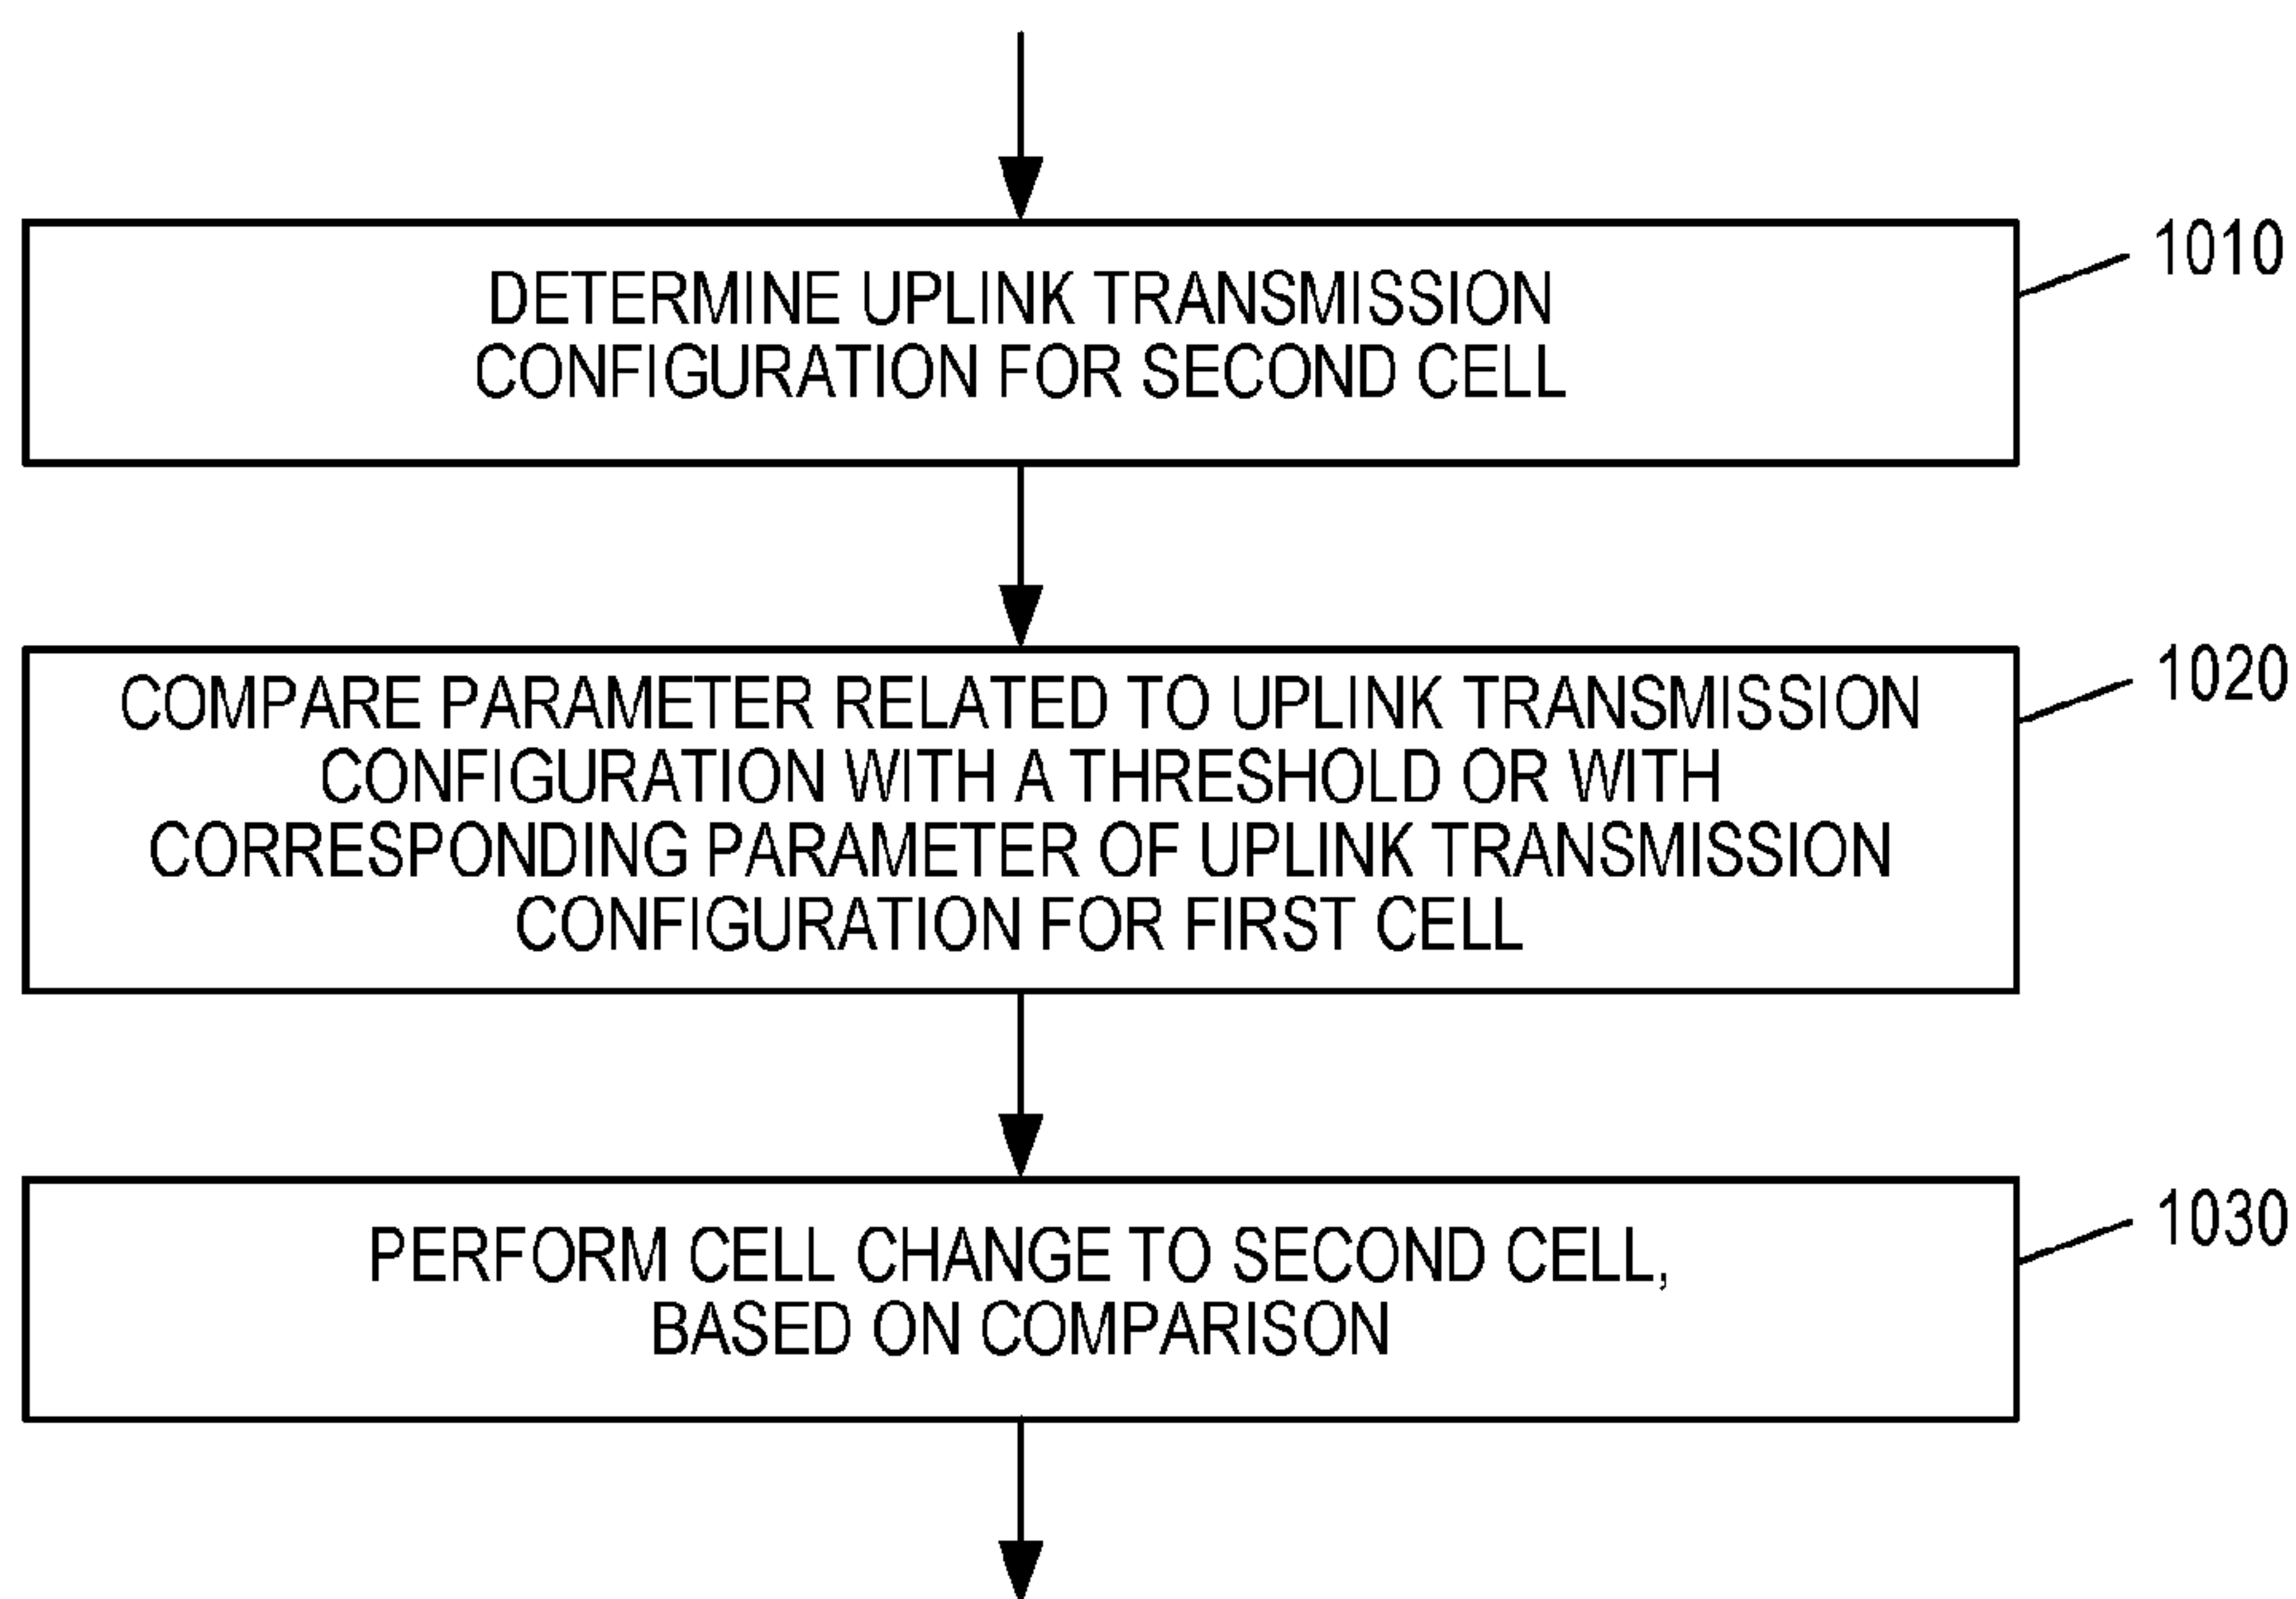 1010
DETERMINE UPLINK TRANSMISSION
CONFIGURATION FOR SECOND CELL
1020
COMPARE PARAMETER RELATED TO UPLINK TRANSMISSION
CONFIGURATION WITH A THRESHOLD OR WITH
CORRESPONDING PARAMETER OF UPLINK TRANSMISSION
CONFIGURATION FOR FIRST CELL
1030
PERFORM CELL CHANGE TO SECOND CELL,
BASED ON COMPARISON